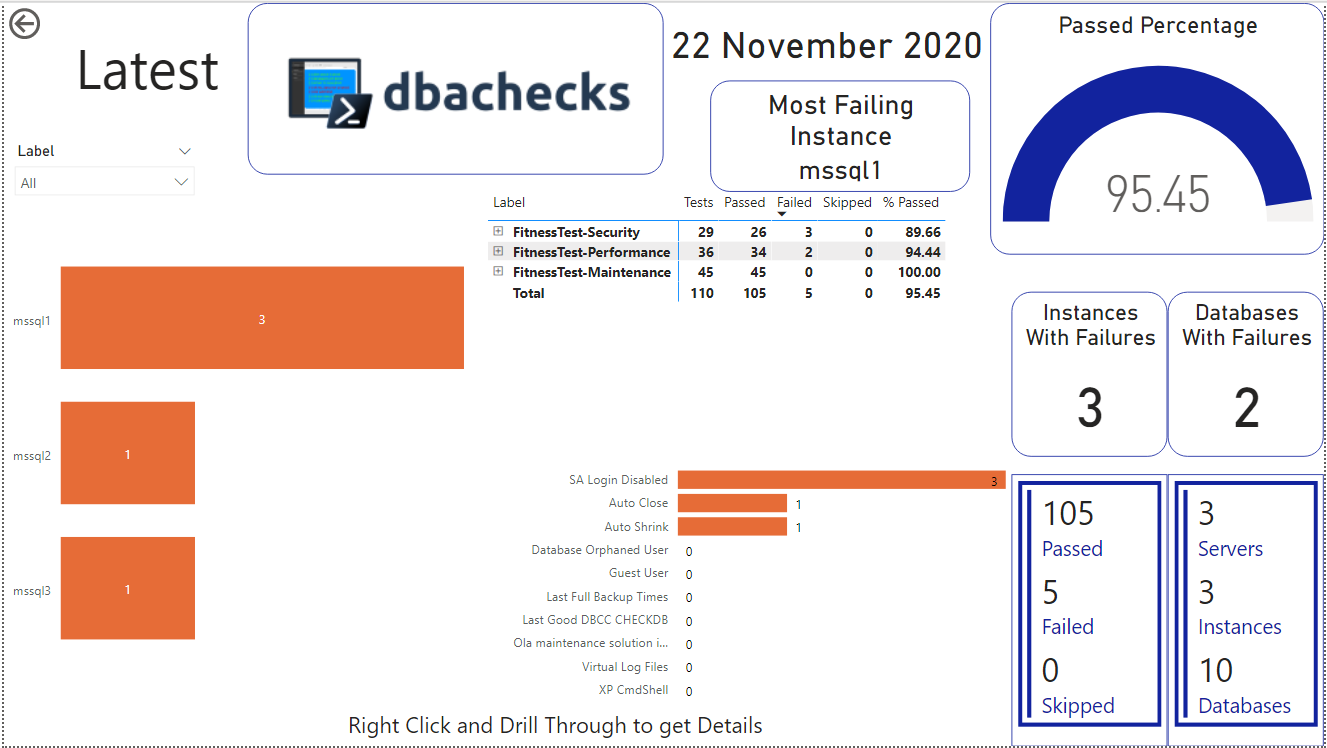 Latest
dbachecks
22 November 2020
Most Failing
Instance
mssql1
Passed Percentage
95.45
Label
All
Label Tests Passed Failed Skipped % Passed
FitnessTest-Security 29 26 3 0 89.66
FitnessTest-Performance 36 34 2 0 94.44
FitnessTest-Maintenance 45 45 0 0 100.00
Total 110 105 5 0 95.45
mssql1 3
mssql2 1
mssql3 1
Instances
With Failures
3
Databases
With Failures
2
SA Login Disabled 3
Auto Close 1
Auto Shrink 1
Database Orphaned User 0
Guest User 0
Last Full Backup Times 0
Last Good DBCC CHECKDB 0
Ola maintenance solution i... 0
Virtual Log Files 0
XP CmdShell 0
105
Passed
5
Failed
0
Skipped
3
Servers
3
Instances
10
Databases
Right Click and Drill Through to get Details